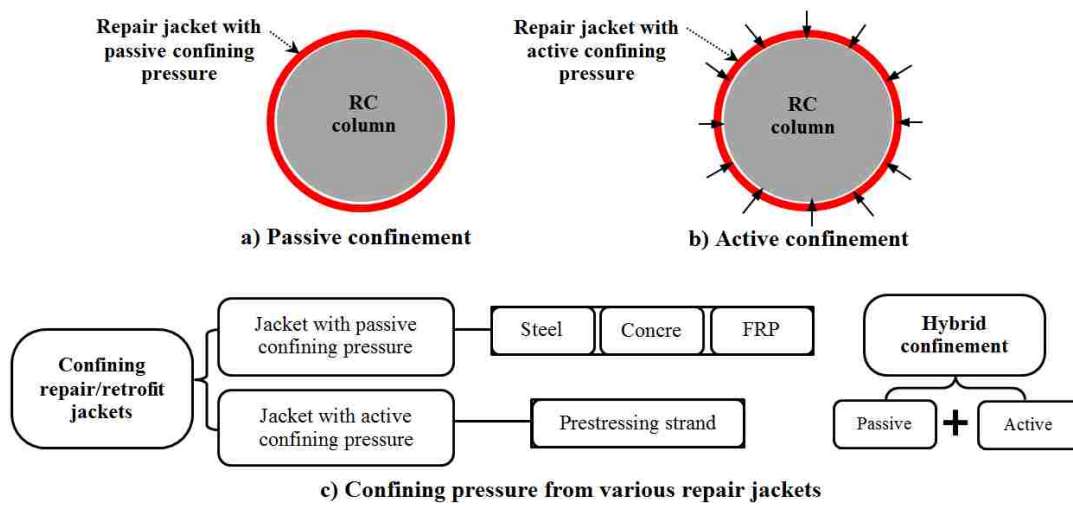 Repair jacket with
passive confining
pressure
RC
column
a) Passive confinement
Repair jacket with
active confining
pressure
RC
column
b) Active confinement
Confining
repair/retrofit
jackets
Jacket with passive
confining pressure
Steel
Concre
FRP
Jacket with active
confining pressure
Prestressing strand
Hybrid
confinement
Passive
+
Active
c) Confining pressure from various repair jackets